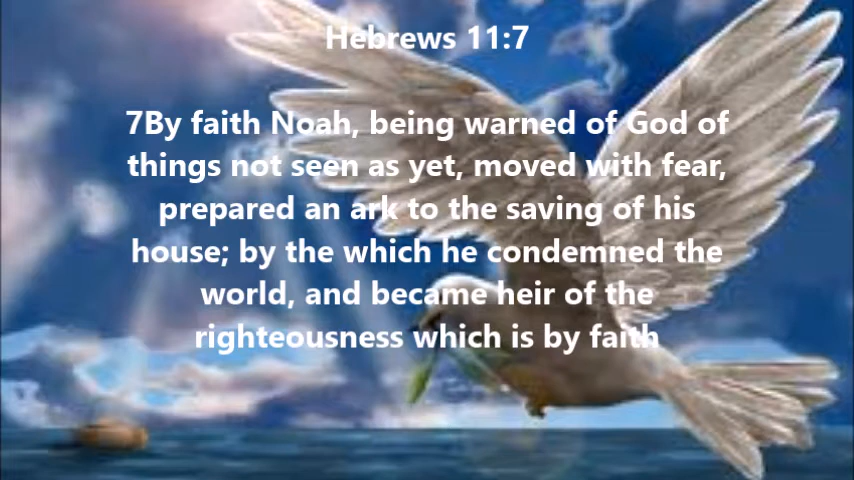 Hebrews 11:7
7By faith Noah, being warned of God of
things not seen as yet, moved with fear,
prepared an ark to the saving of his
house; by the which he condemned the
world, and became heir of the
righteousness which is by faith